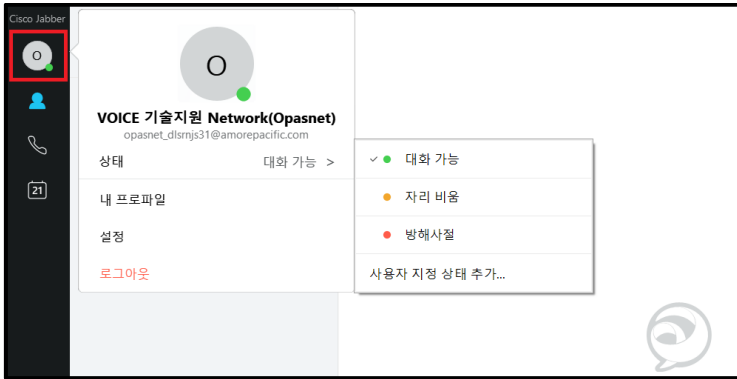 Cisco Jabber
O
O
VOICE 기술지원 Network(Opasnet)
opasnet_dlsrnjs31@amorepacific.com
상태 대화 가능 >
내 프로파일
설정
로그아웃
대화 가능
자리 비움
방해사절
사용자 지정 상태 추가...
21